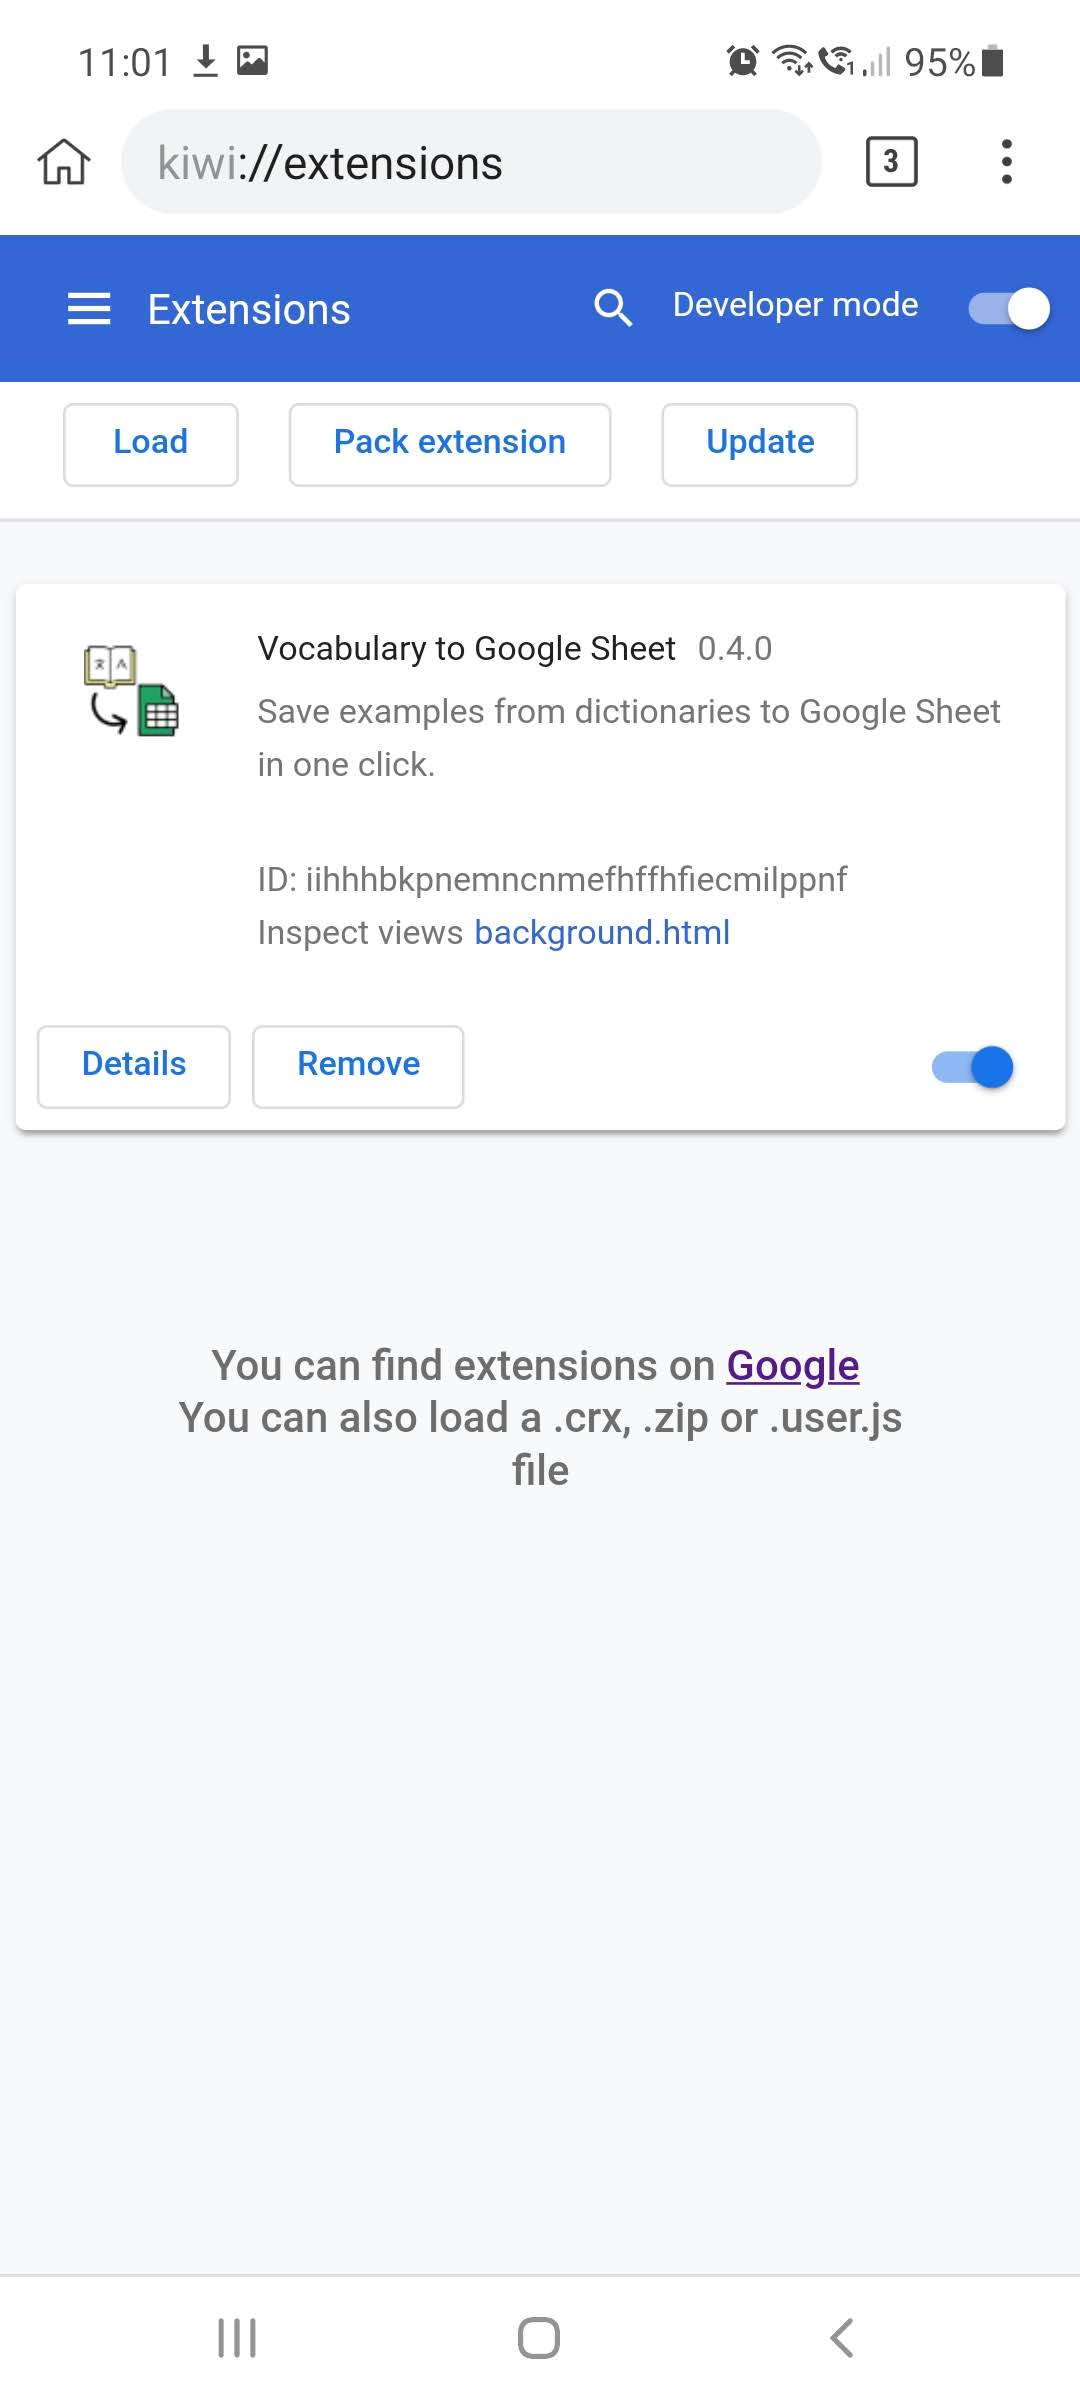 11:01
95%
kiwi://extensions
3
Extensions
Developer mode
Load
Pack extension
Update
Vocabulary to Google Sheet 0.4.0
Save examples from dictionaries to Google Sheet
in one click.
ID: iihhhbkpnemncnmefhffhfiecmilppnf
Inspect views background.html
Details
Remove
You can find extensions on Google
You can also load a .crx, .zip or .user.js
file